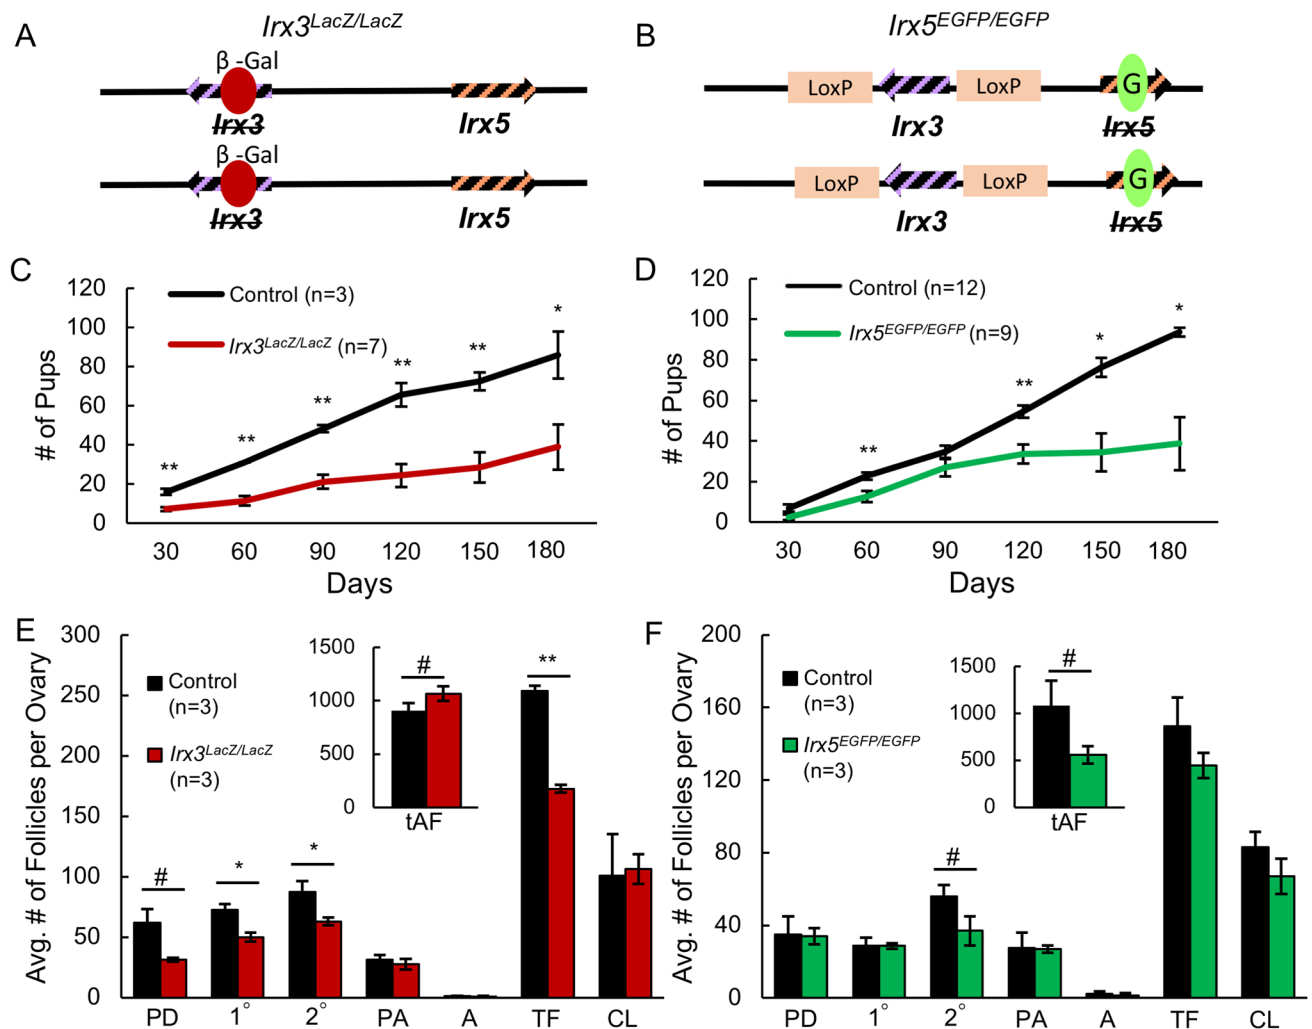 A
Irx3LacZ/LacZ
β -Gal
Irx3
Irx5
β -Gal
Irx3
Irx5
B
Irx5EGFP/EGFP
LoxP
LoxP
G
Irx3
Irx5
LoxP
LoxP
G
Irx3
Irx5
C
# of Pups
120
100
80
60
40
20
0
Control (n=3)
Irx3LacZ/LacZ (n=7)
**
**
**
**
**
*
30 60 90 120 150 180
Days
D
# of Pups
120
100
80
60
40
20
0
Control (n=12)
Irx5EGFP/EGFP (n=9)
**
**
*
*
30 60 90 120 150 180
Days
E
Avg. # of Follicles per Ovary
300
250
200
150
100
50
0
Control
(n=3)
Irx3LacZ/LacZ
(n=3)
1500
1000
500
0
#
tAF
#
*
*
**
PD 1° 2° PA A TF CL
F
Avg. # of Follicles per Ovary
200
160
120
80
40
0
Control
(n=3)
Irx5EGFP/EGFP
(n=3)
1500
1000
500
0
#
tAF
#
PD 1° 2° PA A TF CL